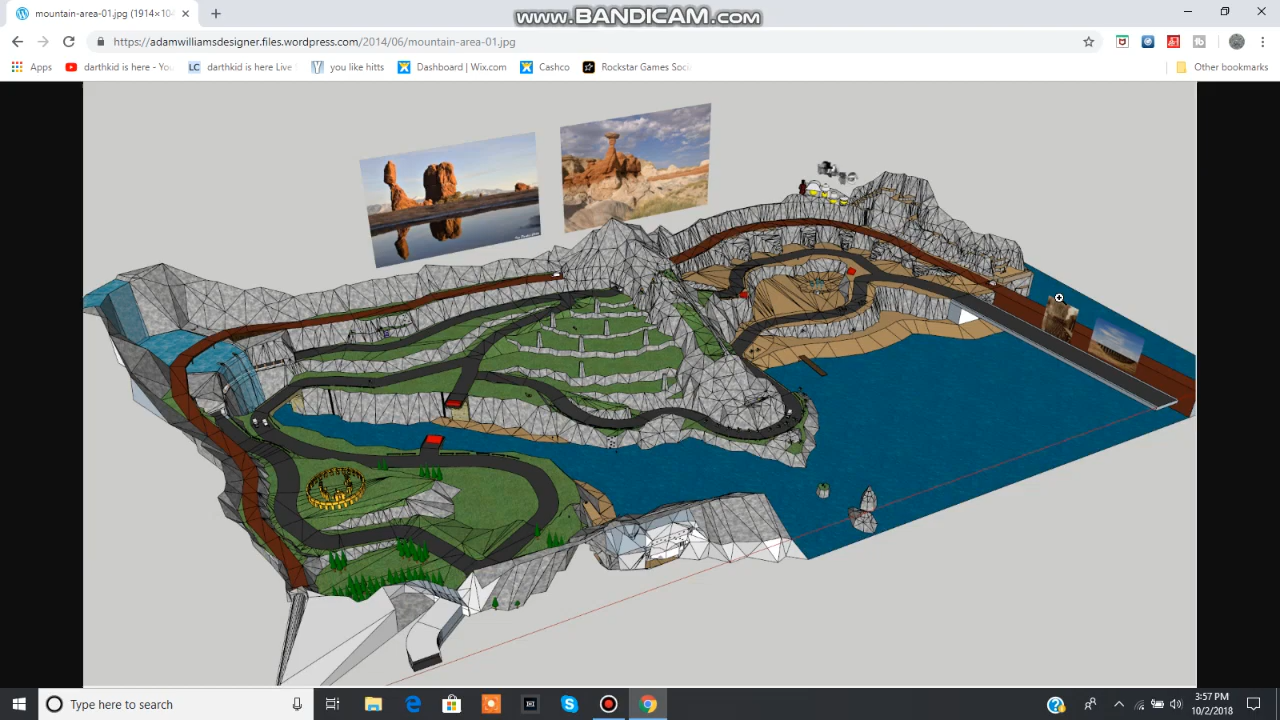 mountain-area-01.jpg (1914×10
www.BANDICAM.com
https://adamwilliamsdesigner.files.wordpress.com/2014/06/mountain-area-01.jpg
Apps
darthkid is here - You
LC darthkid is here Live
you like hitts
Dashboard | Wix.com
Cashco
Rockstar Games Soci
Other bookmarks
Type here to search
3:57 PM
10/2/2018